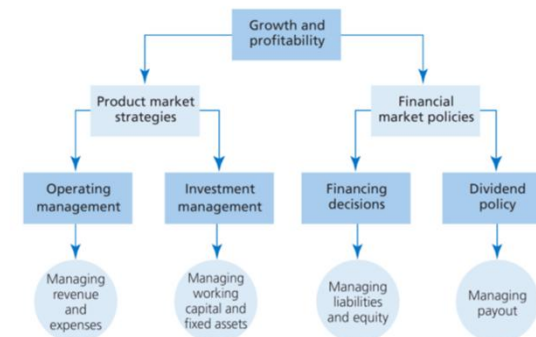 Growth and
profitability
Product market
strategies
Financial
market policies
Operating
management
Investment
management
Financing
decisions
Dividend
policy
Managing
revenue
and
expenses
Managing
working
capital and
fixed assets
Managing
liabilities
and equity
Managing
payout